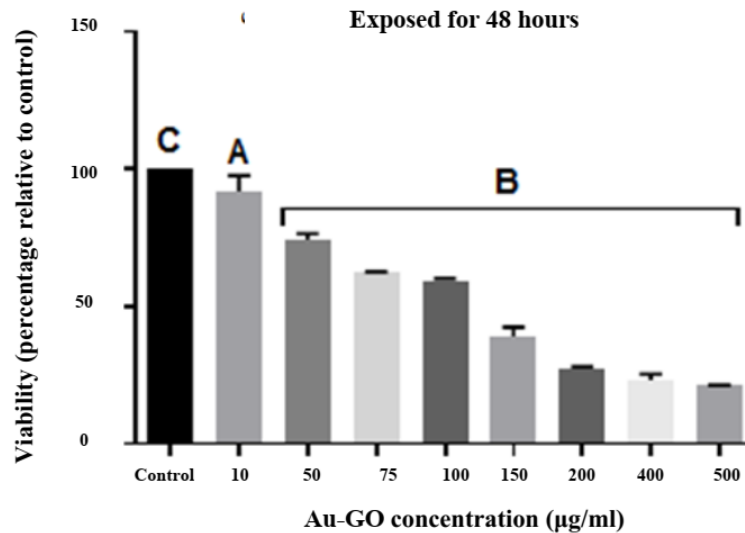 Exposed for 48 hours
Viability (percentage relative to control)
150
100
50
0
C
A
B
Control 10 50 75 100 150 200 400 500
Au-GO concentration (µg/ml)